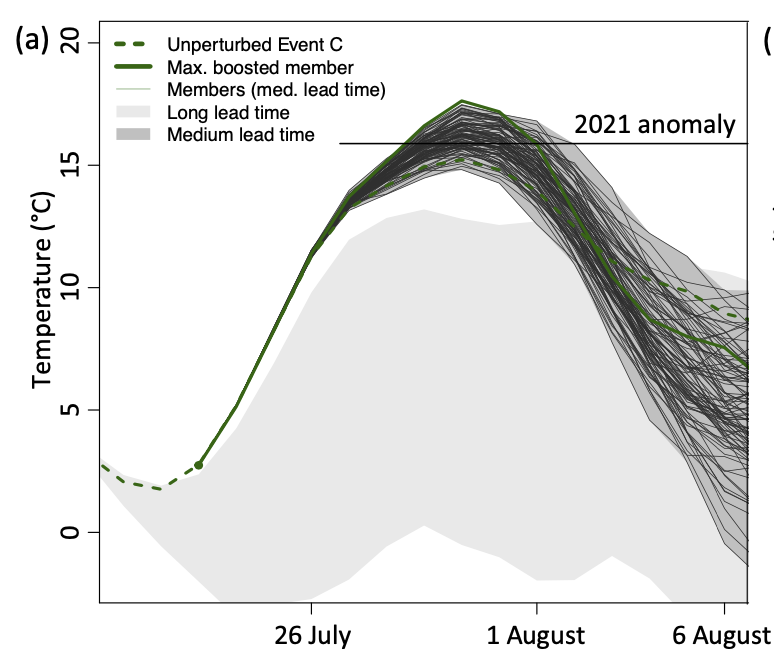 (a)
(
Unperturbed Event C
Max. boosted member
Members (med. lead time)
Long lead time
Medium lead time
2021 anomaly
Temperature (°C)
20
15
10
5
0
26 July
1 August
6 August